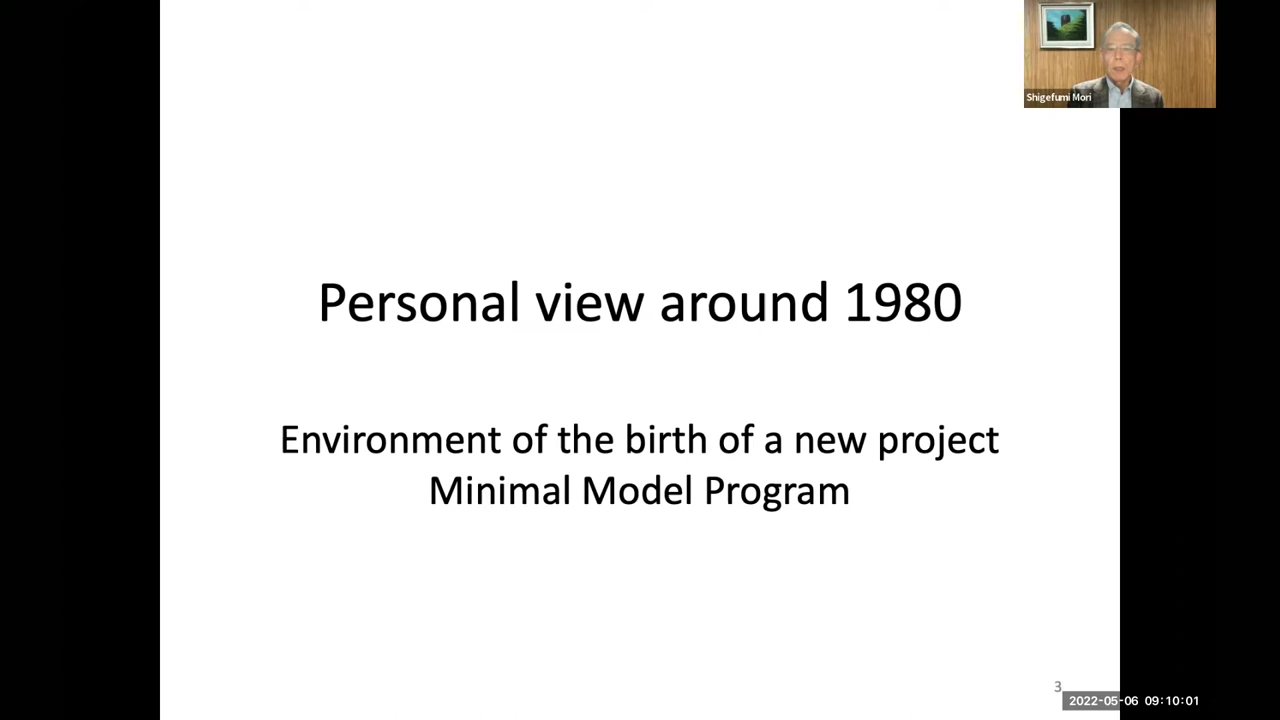 Shigefumi Mori
Personal view around 1980
Environment of the birth of a new project
Minimal Model Program
3
2022-05-06 09:10:01